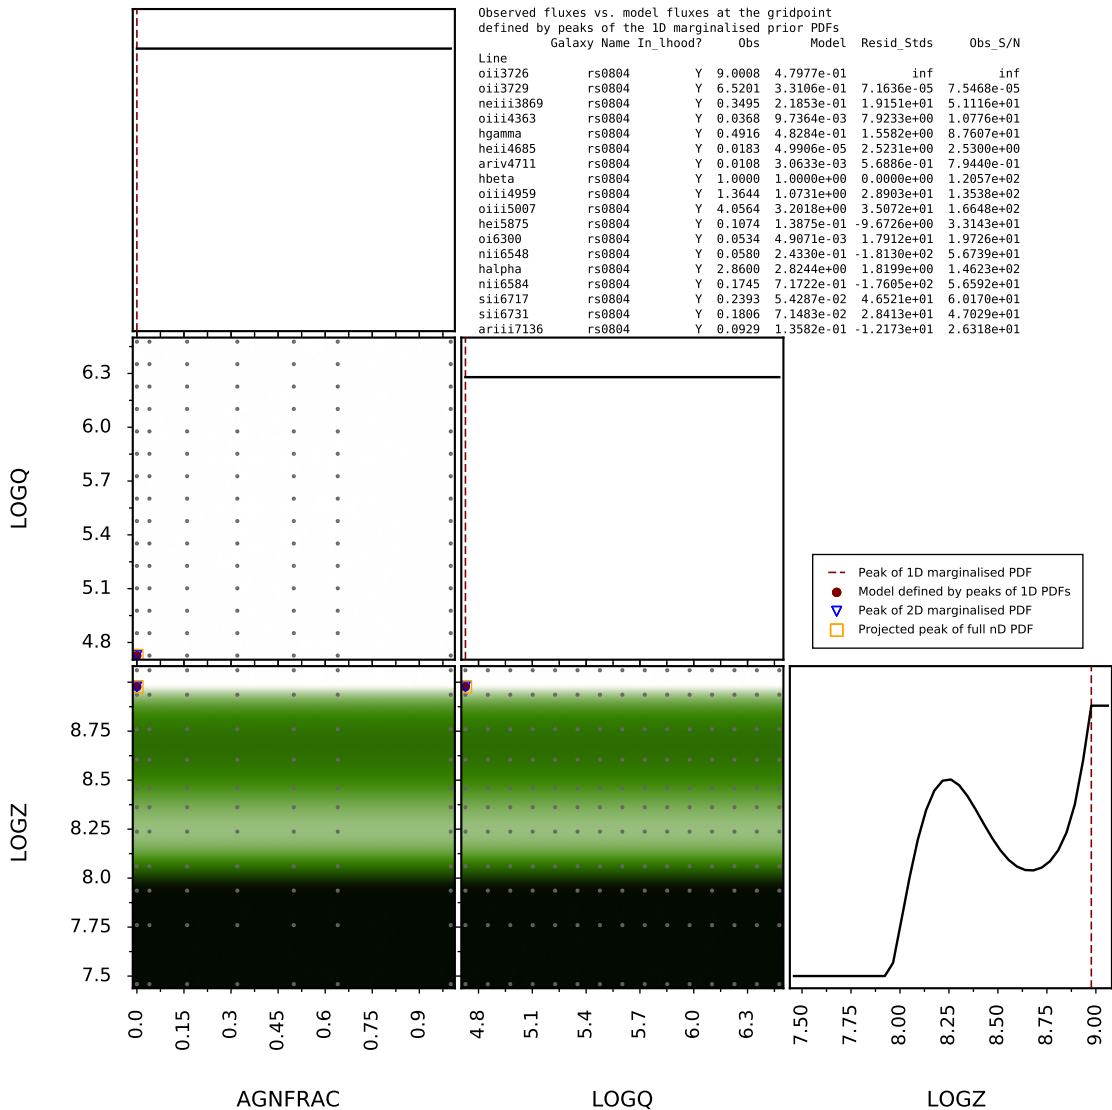 Observed fluxes vs. model fluxes at the gridpoint
defined by peaks of the 1D marginalised prior PDFs
Galaxy Name In_lhood? Obs Model Resid_Stds Obs_S/N
Line
oii3726 rs0804 Y 9.0008 4.7977e-01 inf inf
oii3729 rs0804 Y 6.5201 3.3106e-01 7.1636e-05 7.5468e-05
neiii3869 rs0804 Y 0.3495 2.1853e-01 1.9151e+01 5.1116e+01
oiii4363 rs0804 Y 0.0368 9.7364e-03 7.9233e+00 1.0776e+01
hgamma rs0804 Y 0.4916 4.8284e-01 1.5582e+00 8.7607e+01
heii4685 rs0804 Y 0.0183 4.9906e-05 2.5231e+00 2.5300e+00
ariv4711 rs0804 Y 0.0108 3.0633e-03 5.6886e-01 7.9440e-01
hbeta rs0804 Y 1.0000 1.0000e+00 0.0000e+00 1.2057e+02
oiii4959 rs0804 Y 1.3644 1.0731e+00 2.8903e+01 1.3538e+02
oiii5007 rs0804 Y 4.0564 3.2018e+00 3.5072e+01 1.6648e+02
hei5875 rs0804 Y 0.1074 1.3875e-01 -9.6726e+00 3.3143e+01
oi6300 rs0804 Y 0.0534 4.9071e-03 1.7912e+01 1.9726e+01
nii6548 rs0804 Y 0.0580 2.4330e-01 -1.8130e+02 5.6739e+01
halpha rs0804 Y 2.8600 2.8244e+00 1.8199e+00 1.4623e+02
nii6584 rs0804 Y 0.1745 7.1722e-01 -1.7605e+02 5.6592e+01
sii6717 rs0804 Y 0.2393 5.4287e-02 4.6521e+01 6.0170e+01
sii6731 rs0804 Y 0.1806 7.1483e-02 2.8413e+01 4.7029e+01
ariii7136 rs0804 Y 0.0929 1.3582e-01 -1.2173e+01 2.6318e+01
6.3
6.0
5.7
5.4
5.1
4.8
LOGQ
Peak of 1D marginalised PDF
Model defined by peaks of 1D PDFs
Peak of 2D marginalised PDF
Projected peak of full nD PDF
8.75
8.5
8.25
8.0
7.75
7.5
LOGZ
0.0 0.15 0.3 0.45 0.6 0.75 0.9
4.8 5.1 5.4 5.7 6.0 6.3
7.50 7.75 8.00 8.25 8.50 8.75 9.00
AGNFRAC LOGQ LOGZ